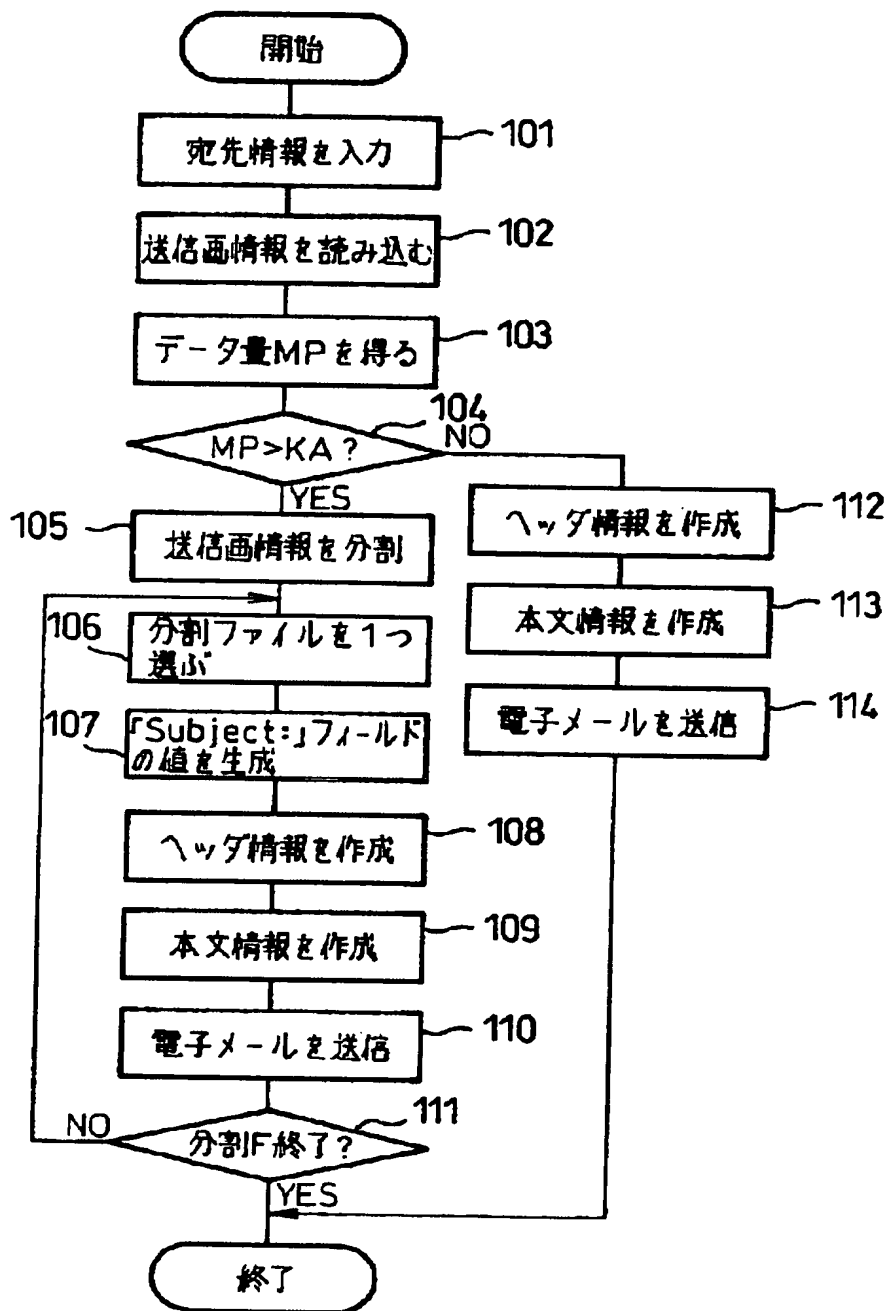 開始
宛先情報を入力
101
送信画情報を読み込む
102
データ量MPを得る
103
MP>KA?
104
NO
YES
105
送信画情報を分割
ヘッダ情報を作成
112
106
分割ファイルを1つ
選ぶ
本文情報を作成
113
107
「Subject:」フィールド
の値を生成
電子メールを送信
114
ヘッダ情報を作成
108
本文情報を作成
109
電子メールを送信
110
111
NO
分割F終了?
YES
終了